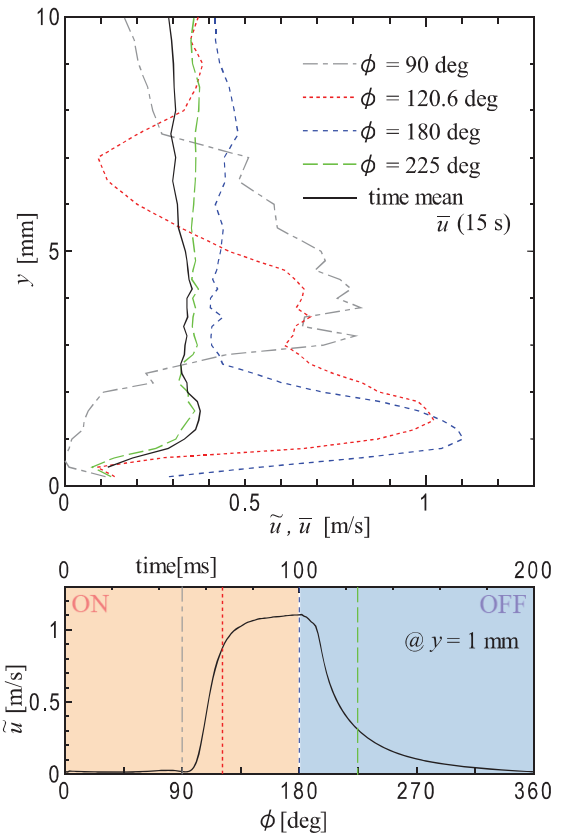 10
5
0
y [mm]
ϕ = 90 deg
ϕ = 120.6 deg
ϕ = 180 deg
ϕ = 225 deg
time mean
u̅ (15 s)
0 0.5 1
ũ , u̅ [m/s]
0 time[ms] 100 200
ON OFF
@ y = 1 mm
1
0.5
0
ũ [m/s]
0 90 180 270 360
ϕ [deg]